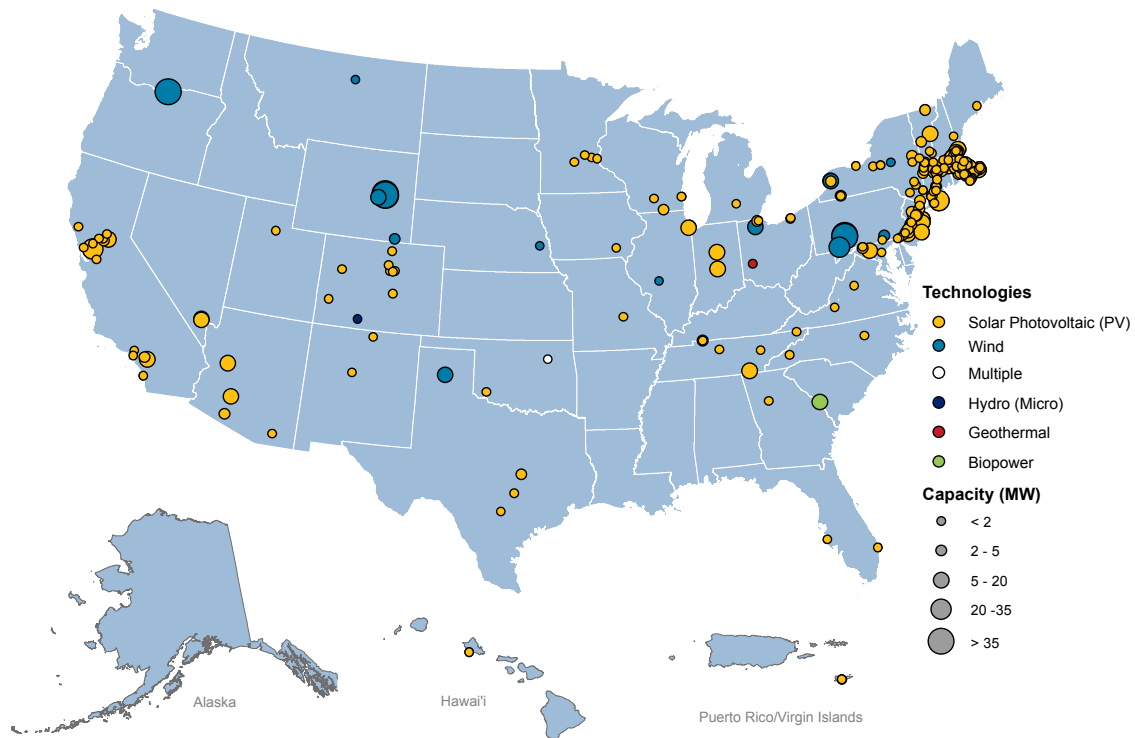 Technologies
Solar Photovoltaic (PV)
Wind
Multiple
Hydro (Micro)
Geothermal
Biopower
Capacity (MW)
< 2
2 - 5
5 - 20
20 -35
> 35
Alaska
Hawai'i
Puerto Rico/Virgin Islands